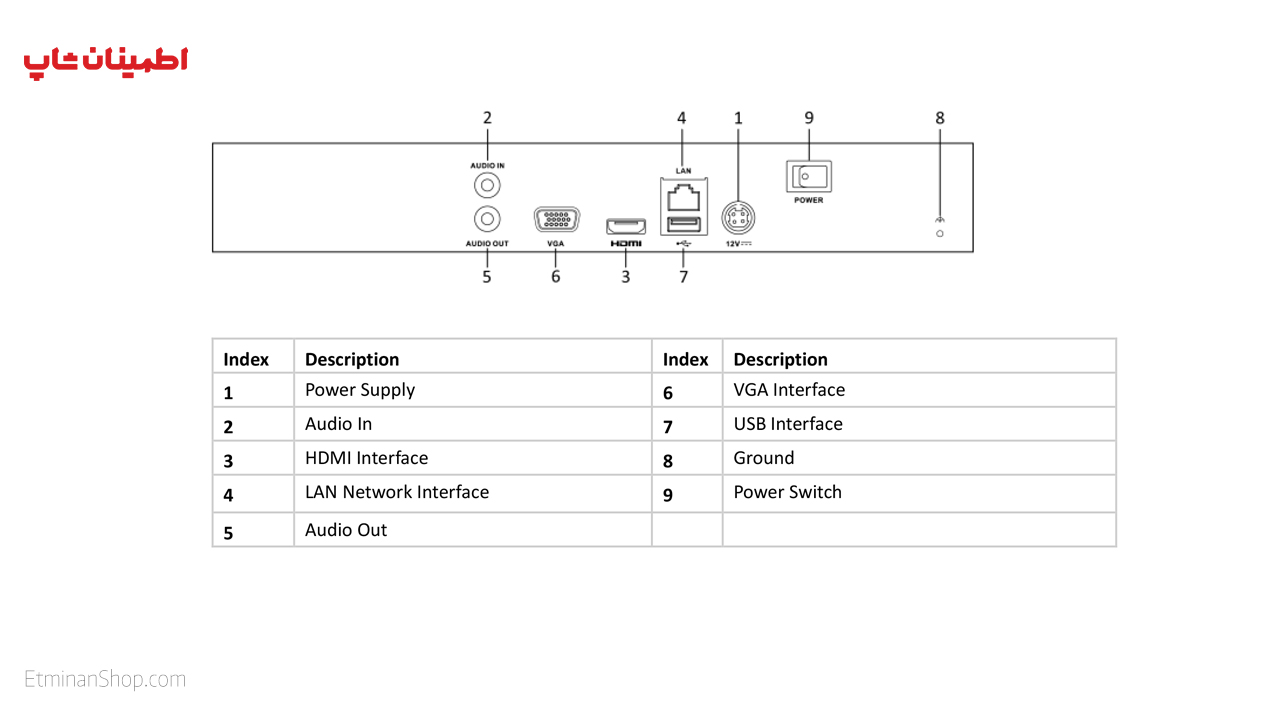 اطمینان شاپ
2 4 1 9 8
AUDIO IN
LAN
POWER
AUDIO OUT VGA HDMI 12V
5 6 3 7
Index Description Index Description
1 Power Supply 6 VGA Interface
2 Audio In 7 USB Interface
3 HDMI Interface 8 Ground
4 LAN Network Interface 9 Power Switch
5 Audio Out
EtminanShop.com